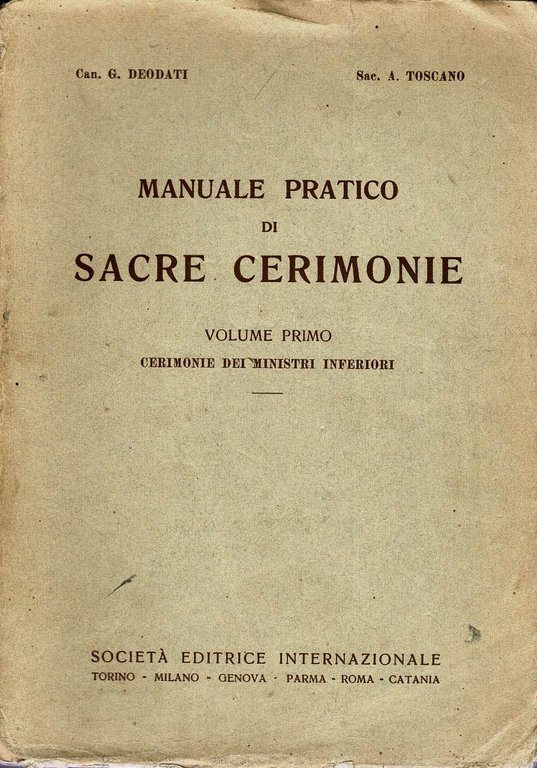 Can. G. DEODATI Sac. A. TOSCANO
MANUALE PRATICO
DI
SACRE CERIMONIE
VOLUME PRIMO
CERIMONIE DEI MINISTRI INFERIORI
SOCIETÀ EDITRICE INTERNAZIONALE
TORINO - MILANO - GENOVA - PARMA - ROMA - CATANIA